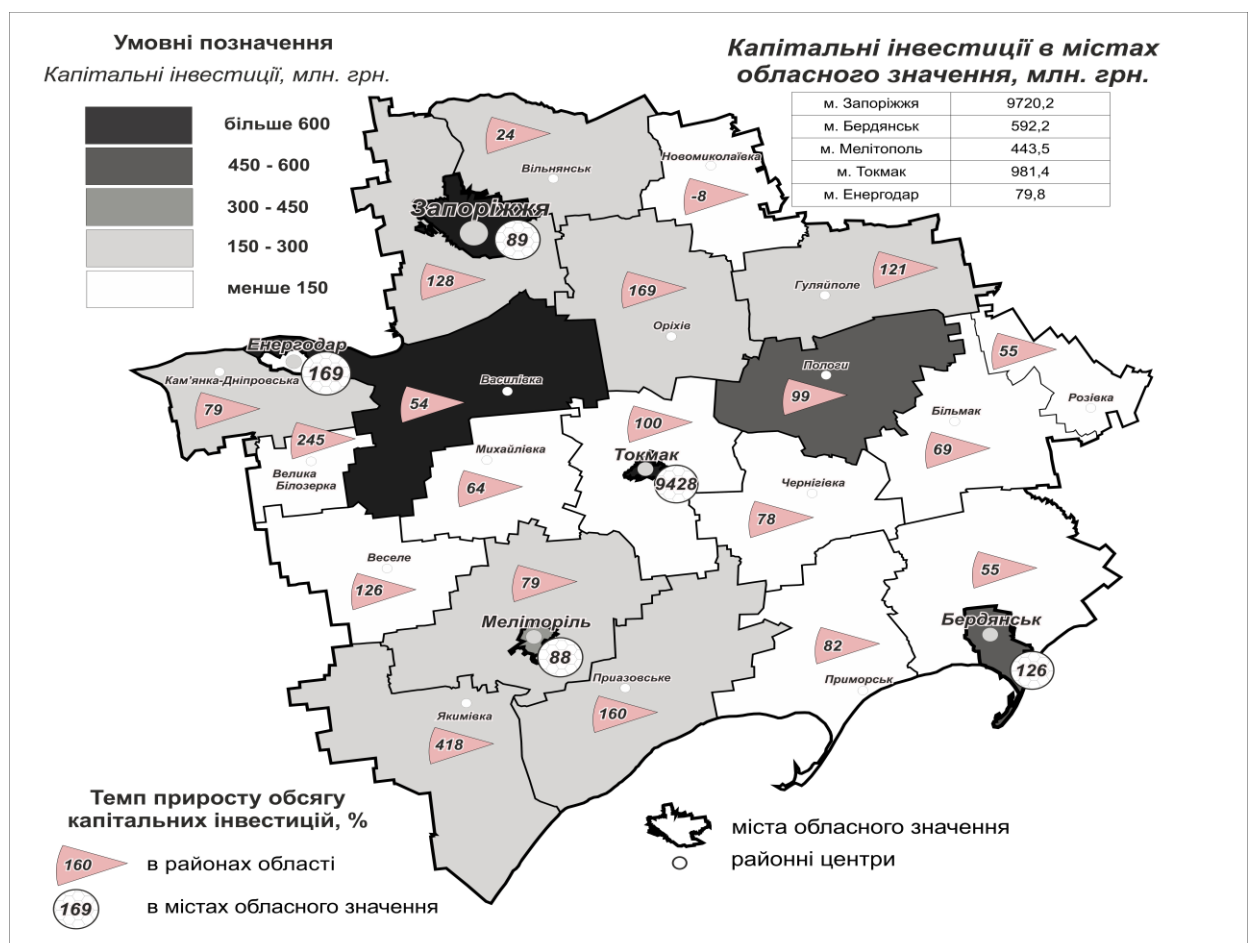 Умовні позначення
Капітальні інвестиції, млн. грн.
більше 600
450 - 600
300 - 450
150 - 300
менше 150
Капітальні інвестиції в містах
обласного значення, млн. грн.
м. Запоріжжя 9720,2
м. Бердянськ 592,2
м. Мелітополь 443,5
м. Токмак 981,4
м. Енергодар 79,8
24
Вільнянськ
Новомиколаївка
-8
Запоріжжя
89
128
169
Оріхів
121
Гуляйполе
Енергодар
169
Кам'янка-Дніпровська
79
54
Василівка
Пологи
99
55
Розівка
245
Велика
Білозерка
Михайлівка
64
100
Токмак
9428
Більмак
69
Чернігівка
78
Веселе
126
79
Меліторіль
88
55
Бердянськ
126
82
Приморськ
Приазовське
160
Якимівка
418
Темп приросту обсягу
капітальних інвестицій, %
160 в районах області
169 в містах обласного значення
міста обласного значення
районні центри